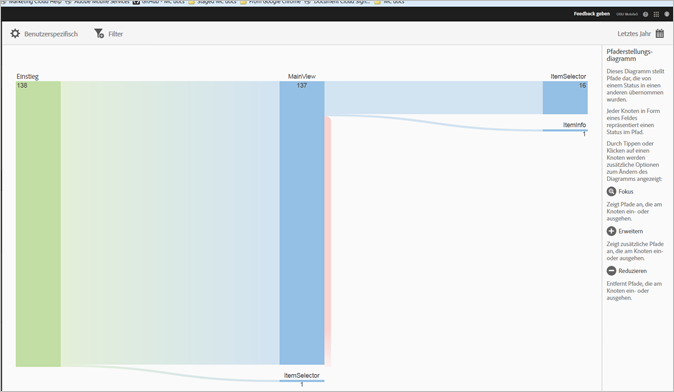 Marketing Cloud Help
Adobe Mobile Services
GitHub - MC docs
Staged MC docs
From Google Chrome
Document Cloud Sign...
MC docs
Feedback geben
Benutzerspezifisch
Filter
Letztes Jahr
Einstieg
138
MainView
137
ItemSelector
16
ItemInfo
1
ItemSelector
1
Pfaderstellungs-
diagramm
Dieses Diagramm stellt
Pfade dar, die von
einem Status in einen
anderen übernommen
wurden.
Jeder Knoten in Form
eines Feldes
repräsentiert einen
Status im Pfad.
Durch Tippen oder
Klicken auf einen
Knoten werden
zusätzliche Optionen
zum Ändern des
Diagramms angezeigt.
Fokus
Zeigt Pfade an, die am
Knoten ein- oder
ausgehen.
Erweitern
Zeigt zusätzliche Pfade
an, die am Knoten ein-
oder ausgehen.
Reduzieren
Entfernt Pfade, die am
Knoten ein- oder
ausgehen.